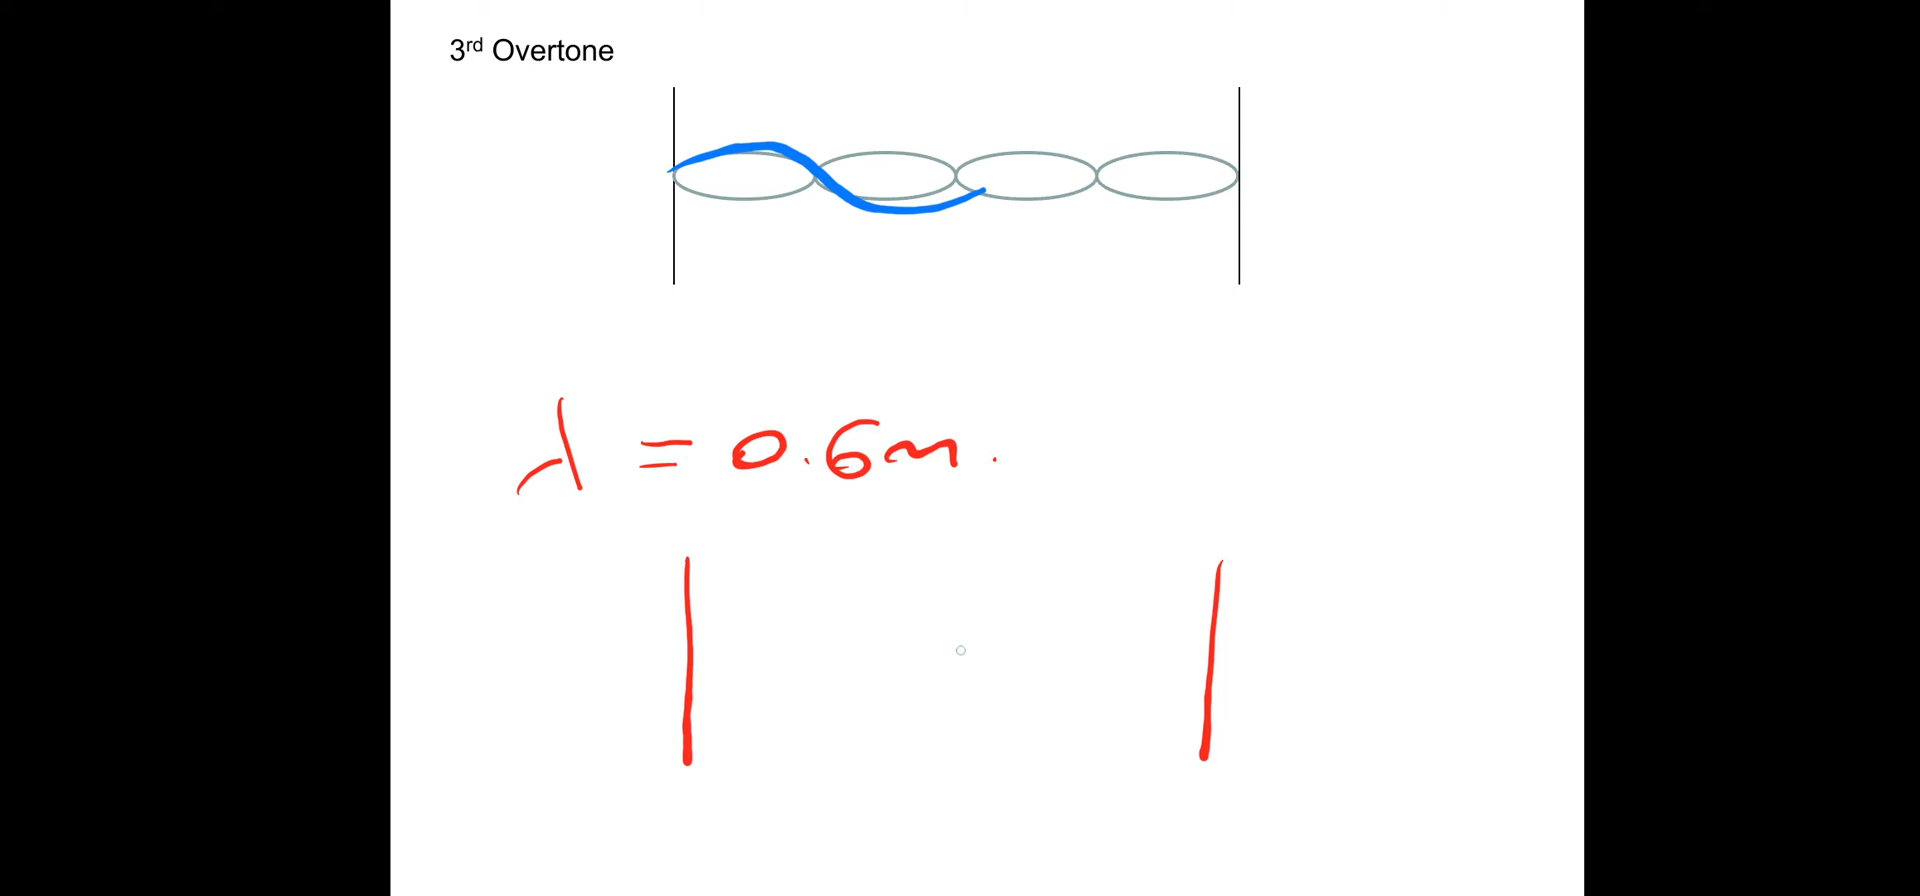 3rd Overtone
λ = 0.6m.